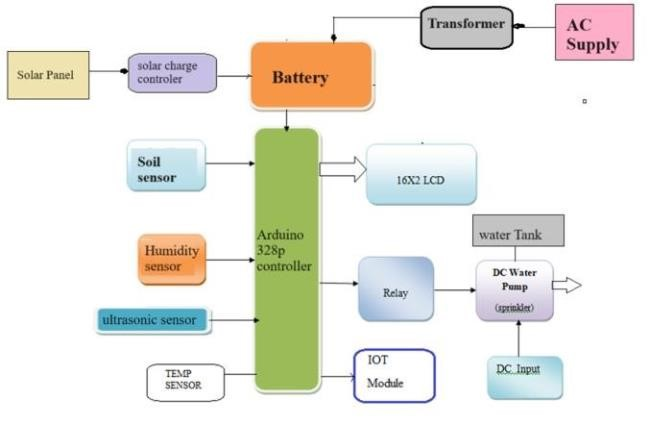 Transformer
AC
Supply
Solar Panel
solar charge
controler
Battery
Soil
sensor
16X2 LCD
Arduino
328p
controller
water Tank
Humidity
sensor
DC Water
Pump
(sprinkler)
Relay
ultrasonic sensor
IOT
Module
TEMP
SENSOR
DC Input